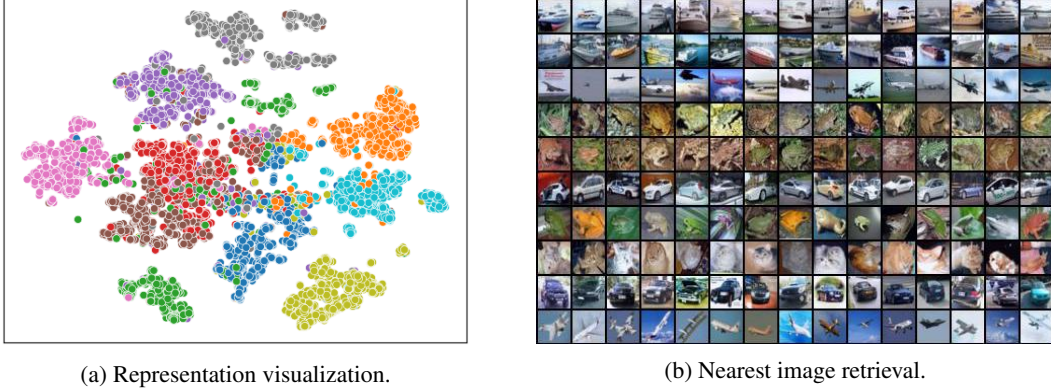 (a) Representation visualization.
(b) Nearest image retrieval.